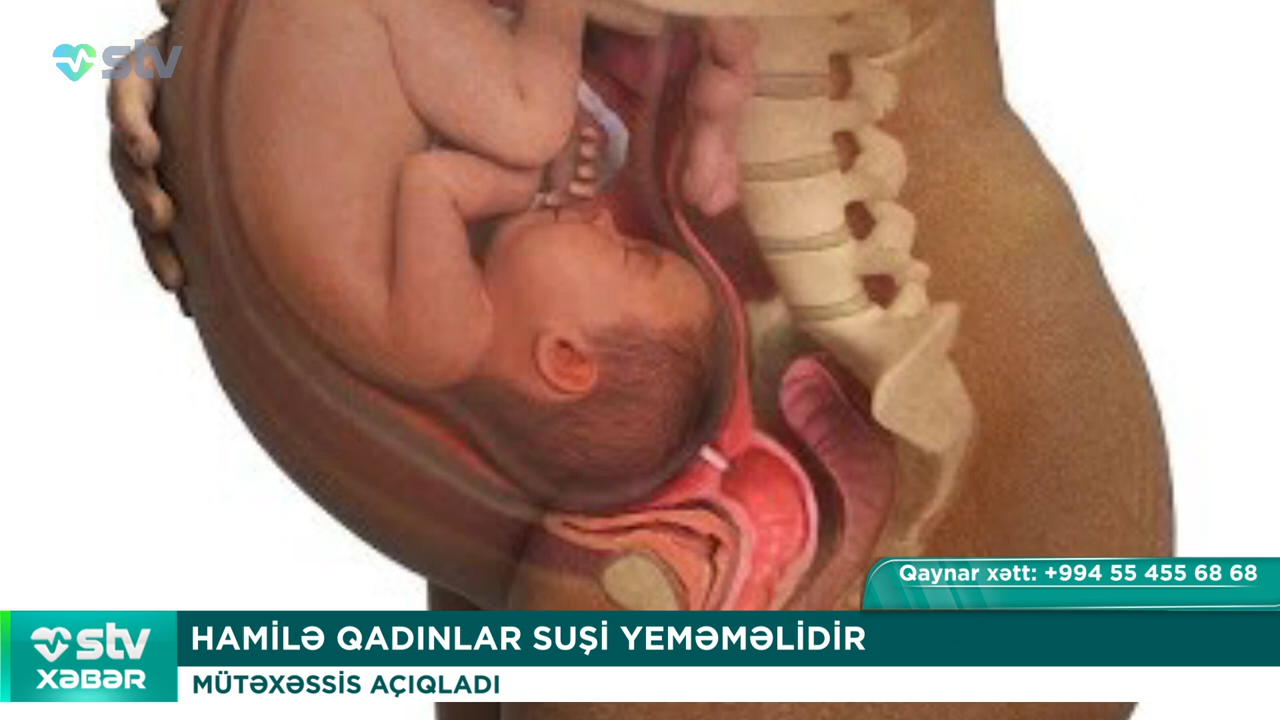 stv
Qaynar xətt: +994 55 455 68 68
stv
XƏBƏR
HAMİLƏ QADINLAR SUŞİ YEMƏMƏLİDİR
MÜTƏXƏSSİS AÇIQLADI